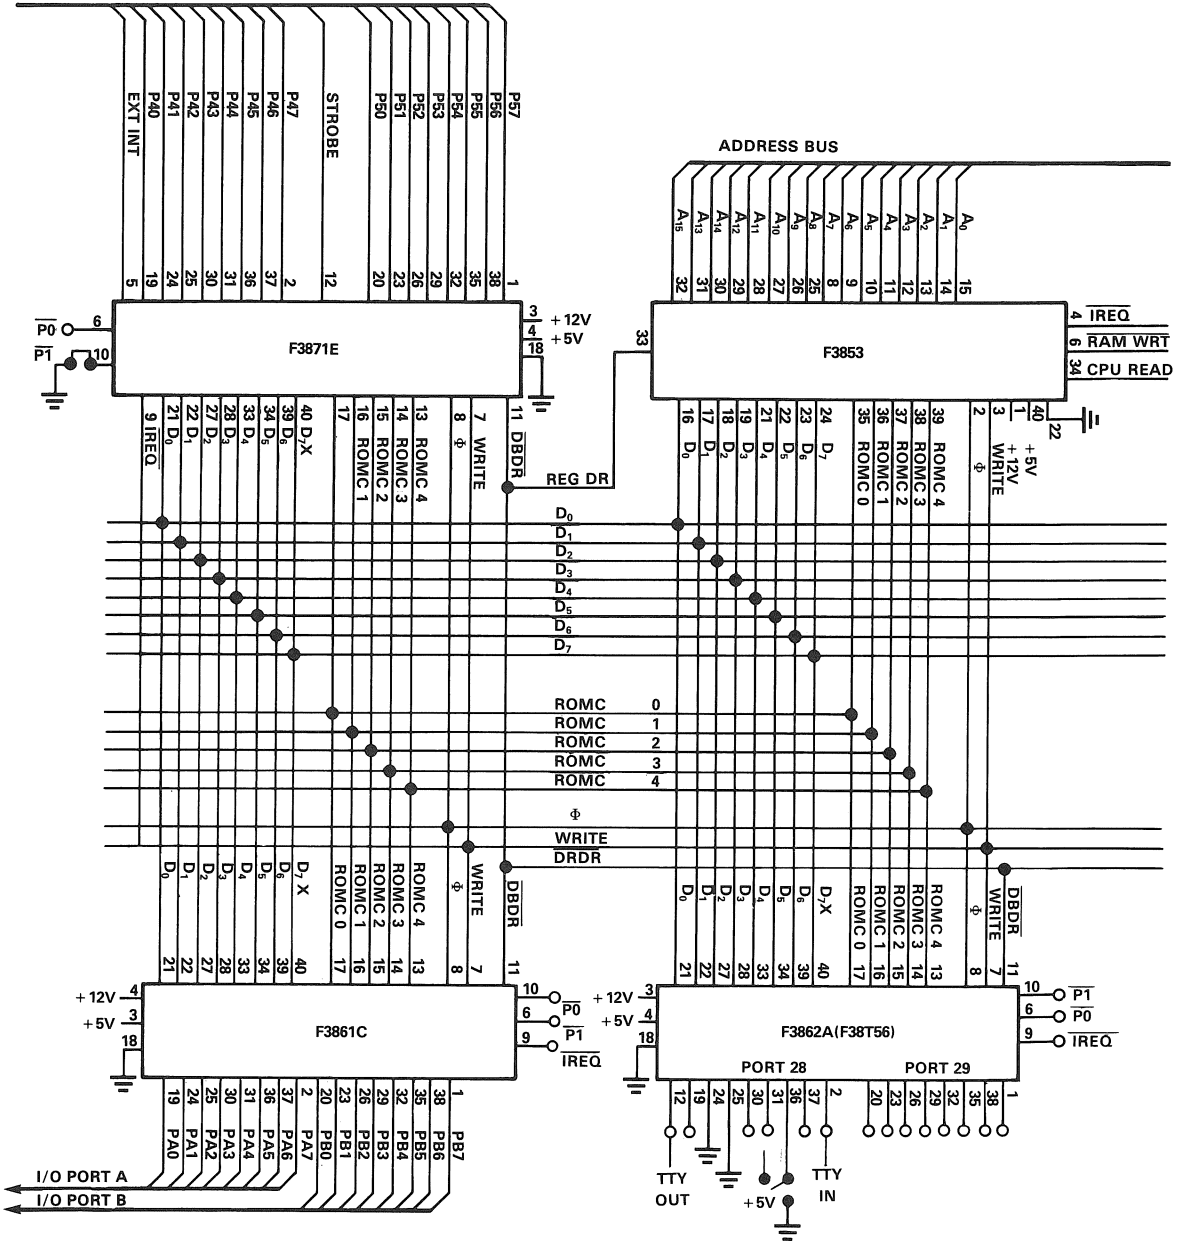 EXT INT P40 P41 P42 P43 P44 P45 P46 P47 STROBE P50 P51 P52 P53 P54 P55 P56 P57
5 19 24 25 30 31 36 37 2 12 20 23 26 29 32 35 38 1
P0 6
P1 10
F3871E
3 +12V
4 +5V
18
9 21 22 27 28 33 34 39 40 17 16 15 14 13 8 7 11
IREQ D0 D1 D2 D3 D4 D5 D6 D7X ROMC 1 ROMC 2 ROMC 3 ROMC 4 Φ WRITE DBDR
ADDRESS BUS
A15 A13 A14 A12 A11 A10 A9 A8 A7 A6 A5 A4 A3 A2 A1 A0
32 31 30 29 28 27 26 25 8 9 10 11 12 13 14 15
33
F3853
4 IREQ
6 RAM WRT
34 CPU READ
16 17 18 19 21 22 23 24 35 36 37 38 39 2 3 1 40 22
D0 D1 D2 D3 D4 D5 D6 D7 ROMC 0 ROMC 1 ROMC 2 ROMC 3 ROMC 4 Φ WRITE +12V +5V
REG DR
D0
D1
D2
D3
D4
D5
D6
D7
ROMC 0
ROMC 1
ROMC 2
ROMC 3
ROMC 4
Φ
WRITE
DRDR
D0 D1 D2 D3 D4 D5 D6 D7 X ROMC 0 ROMC 1 ROMC 2 ROMC 3 ROMC 4 Φ WRITE DBDR
21 22 27 28 33 34 39 40 17 16 15 14 13 8 7 11
+12V 4
+5V 3
18
F3861C
10 P0
6 P1
9 IREQ
19 24 25 30 31 36 37 2 20 23 26 29 32 35 38 1
PA0 PA1 PA2 PA3 PA4 PA5 PA6 PA7 PB0 PB1 PB2 PB3 PB4 PB5 PB6 PB7
I/O PORT A
I/O PORT B
D0 D1 D2 D3 D4 D5 D6 D7X ROMC 0 ROMC 1 ROMC 2 ROMC 3 ROMC 4 Φ WRITE DBDR
21 22 27 28 33 34 39 40 17 16 15 14 13 8 7 11
+12V 3
+5V 4
18
F3862A(F38T56)
PORT 28 PORT 29
10 P1
6 P0
9 IREQ
12 19 24 25 30 31 36 37 2 20 23 26 29 32 35 38 1
TTY OUT
+5V
TTY IN